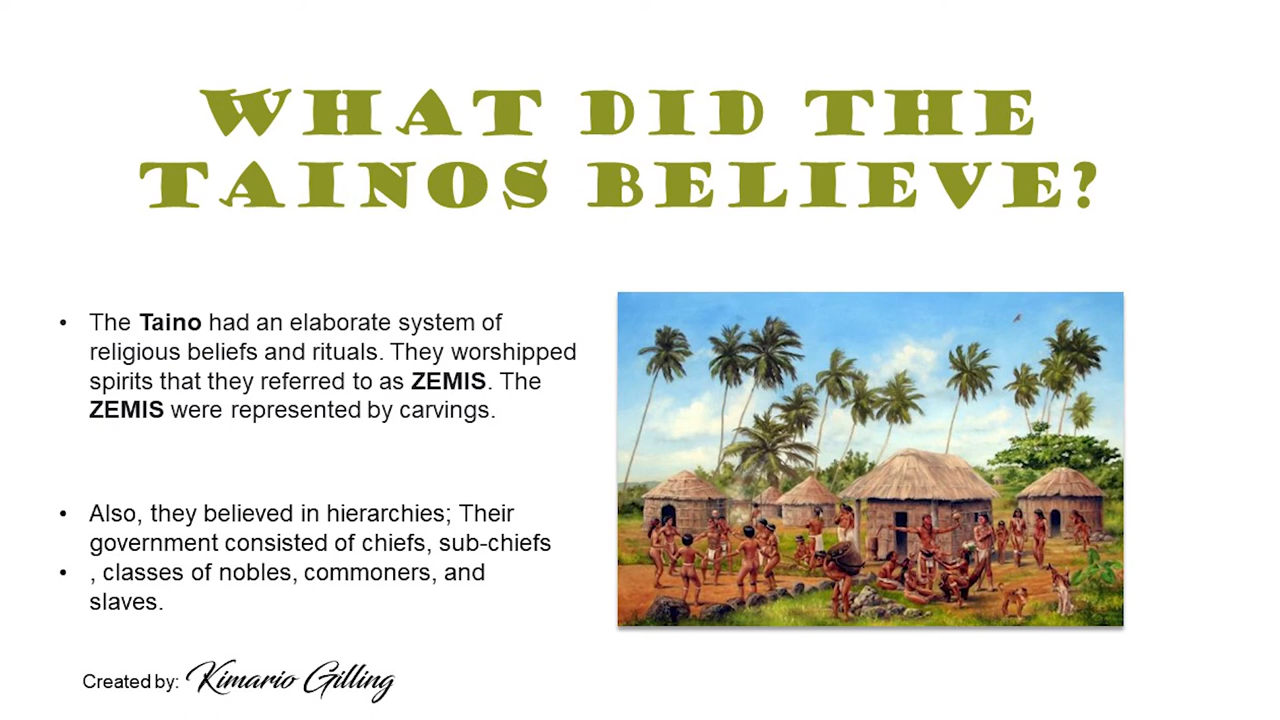 WHAT DID THE
TAINOS BELIEVE?
• The Taino had an elaborate system of
religious beliefs and rituals. They worshipped
spirits that they referred to as ZEMIS. The
ZEMIS were represented by carvings.
• Also, they believed in hierarchies; Their
government consisted of chiefs, sub-chiefs
• , classes of nobles, commoners, and
slaves.
Created by: Kimario Gilling